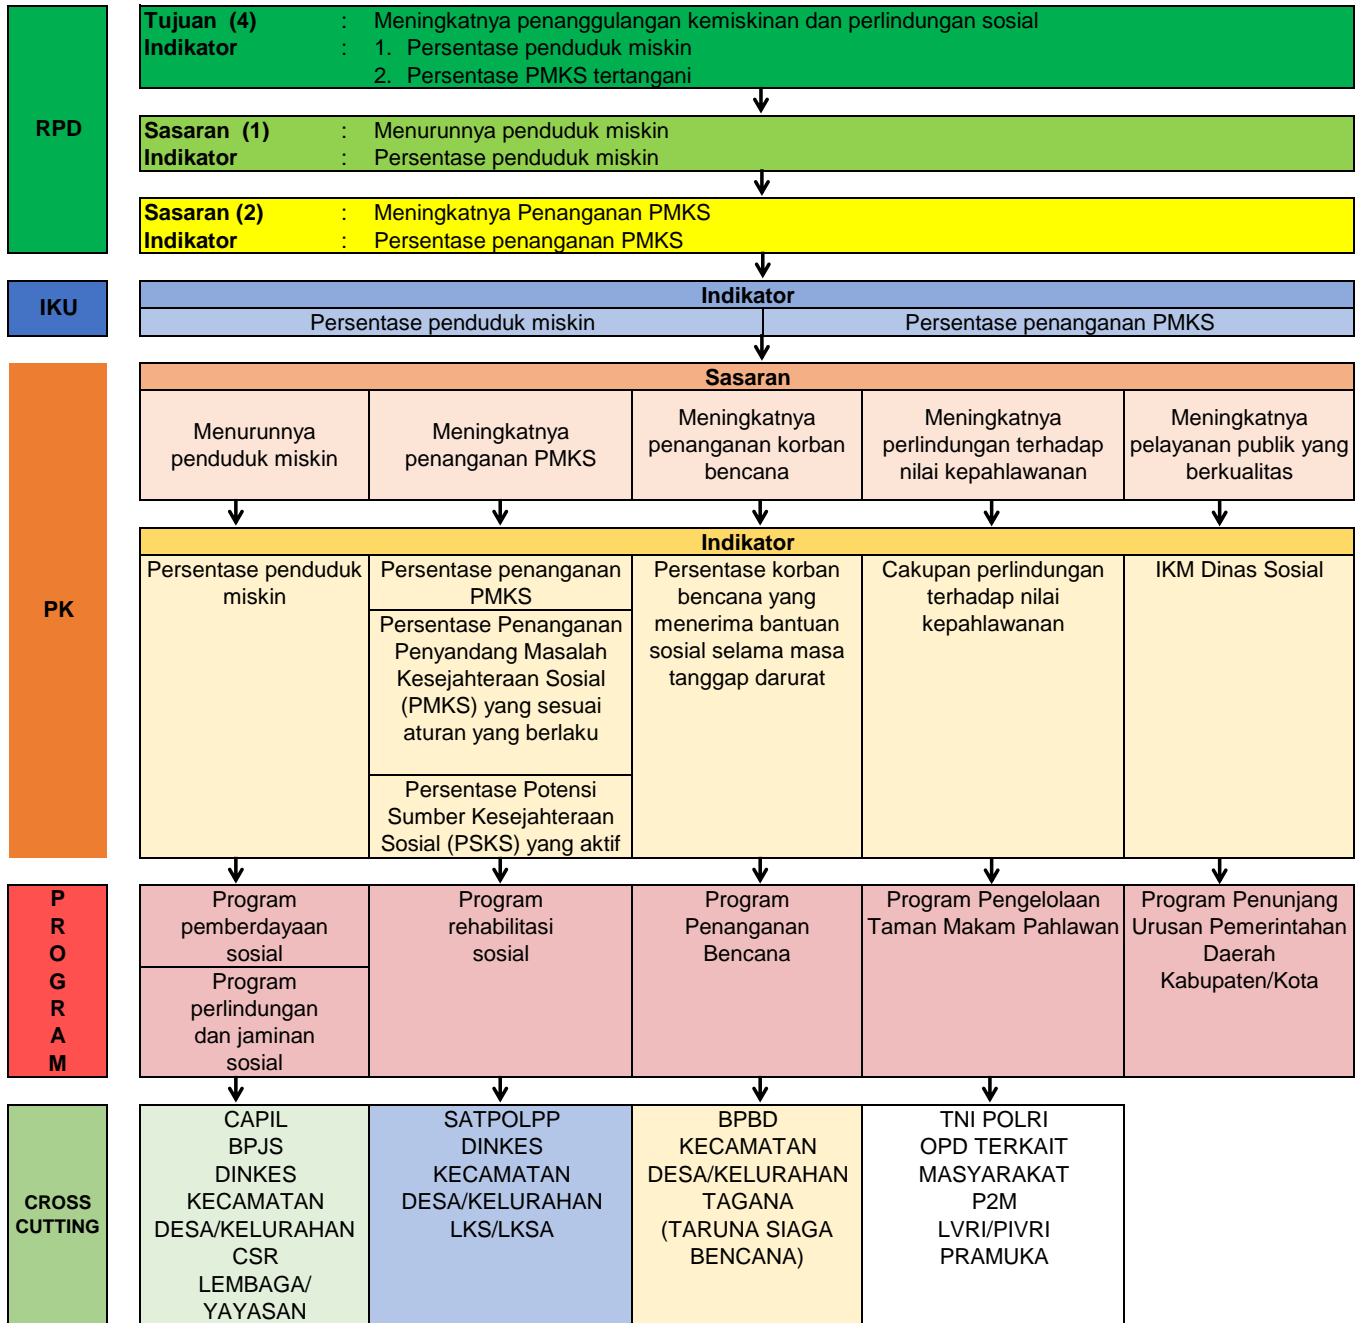 RPD
Tujuan (4) : Meningkatnya penanggulangan kemiskinan dan perlindungan sosial
Indikator : 1. Persentase penduduk miskin
2. Persentase PMKS tertangani
Sasaran (1) : Menurunnya penduduk miskin
Indikator : Persentase penduduk miskin
Sasaran (2) : Meningkatnya Penanganan PMKS
Indikator : Persentase penanganan PMKS
IKU
Indikator
Persentase penduduk miskin
Persentase penanganan PMKS
PK
Sasaran
Menurunnya
penduduk miskin
Meningkatnya
penanganan PMKS
Meningkatnya
penanganan korban
bencana
Meningkatnya
perlindungan terhadap
nilai kepahlawanan
Meningkatnya
pelayanan publik yang
berkualitas
Indikator
Persentase penduduk
miskin
Persentase penanganan
PMKS
Persentase Penanganan
Penyandang Masalah
Kesejahteraan Sosial
(PMKS) yang sesuai
aturan yang berlaku
Persentase Potensi
Sumber Kesejahteraan
Sosial (PSKS) yang aktif
Persentase korban
bencana yang
menerima bantuan
sosial selama masa
tanggap darurat
Cakupan perlindungan
terhadap nilai
kepahlawanan
IKM Dinas Sosial
P
R
O
G
R
A
M
Program
pemberdayaan
sosial
Program
perlindungan
dan jaminan
sosial
Program
rehabilitasi
sosial
Program
Penanganan
Bencana
Program Pengelolaan
Taman Makam Pahlawan
Program Penunjang
Urusan Pemerintahan
Daerah
Kabupaten/Kota
CROSS
CUTTING
CAPIL
BPJS
DINKES
KECAMATAN
DESA/KELURAHAN
CSR
LEMBAGA/
YAYASAN
SATPOLPP
DINKES
KECAMATAN
DESA/KELURAHAN
LKS/LKSA
BPBD
KECAMATAN
DESA/KELURAHAN
TAGANA
(TARUNA SIAGA
BENCANA)
TNI POLRI
OPD TERKAIT
MASYARAKAT
P2M
LVRI/PIVRI
PRAMUKA